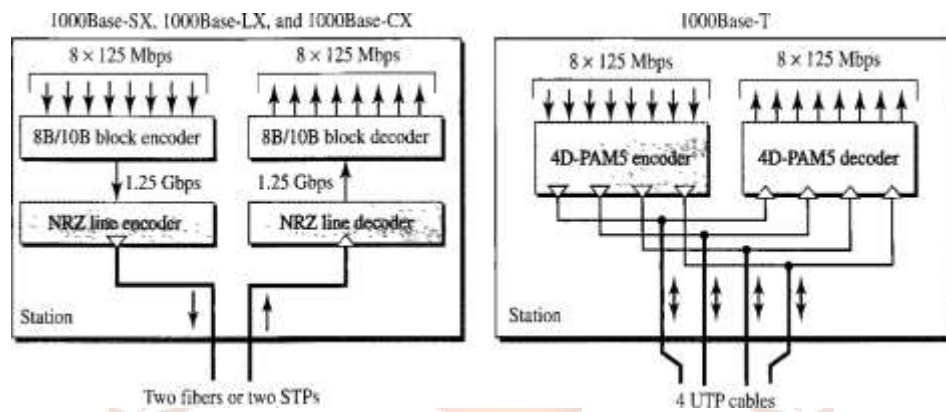 1000Base-SX, 1000Base-LX, and 1000Base-CX
8 × 125 Mbps
8 × 125 Mbps
8B/10B block encoder
8B/10B block decoder
1.25 Gbps
1.25 Gbps
NRZ line encoder
NRZ line decoder
Station
Two fibers or two STPs
1000Base-T
8 × 125 Mbps
8 × 125 Mbps
4D-PAM5 encoder
4D-PAM5 decoder
Station
4 UTP cables